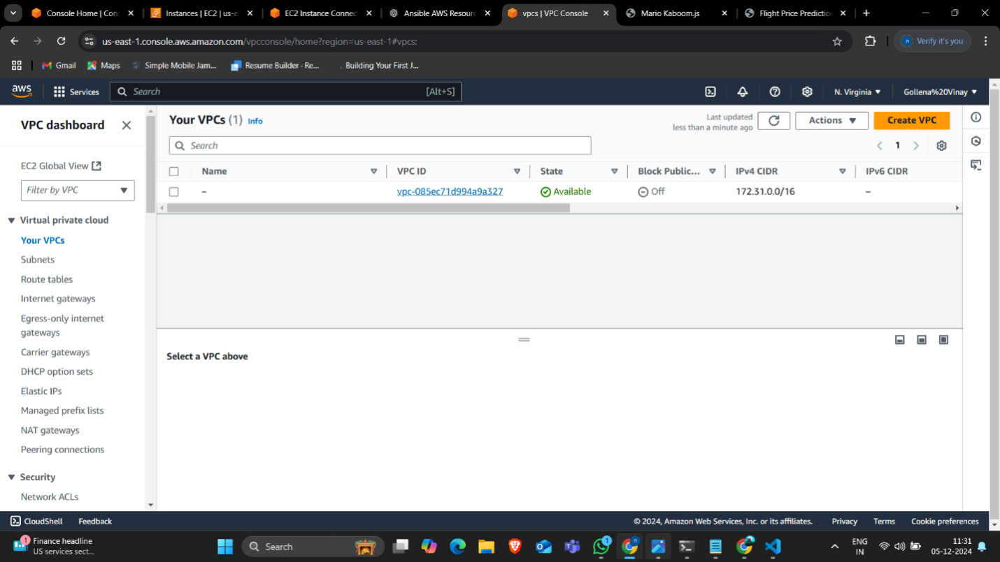 Console Home | Con
Instances | EC2 | us-e
EC2 Instance Connec
Ansible AWS Resour
vpcs | VPC Console
Mario Kaboom.js
Flight Price Predictio
us-east-1.console.aws.amazon.com/vpcconsole/home?region=us-east-1#vpcs:
Verify it's you
Gmail
Maps
Simple Mobile Jam...
Resume Builder · Re...
Building Your First J...
aws
Services
Search
[Alt+S]
N. Virginia
Gollena%20Vinay
VPC dashboard
EC2 Global View
Filter by VPC
Virtual private cloud
Your VPCs
Subnets
Route tables
Internet gateways
Egress-only internet
gateways
Carrier gateways
DHCP option sets
Elastic IPs
Managed prefix lists
NAT gateways
Peering connections
Security
Network ACLs
Your VPCs (1) Info
Last updated
less than a minute ago
Actions
Create VPC
Search
1
Name
VPC ID
State
Block Public...
IPv4 CIDR
IPv6 CIDR
–
vpc-085ec71d994a9a327
Available
Off
172.31.0.0/16
–
Select a VPC above
CloudShell
Feedback
© 2024, Amazon Web Services, Inc. or its affiliates.
Privacy
Terms
Cookie preferences
1
Finance headline
US services sect...
Search
1
ENG
IN
11:31
05-12-2024